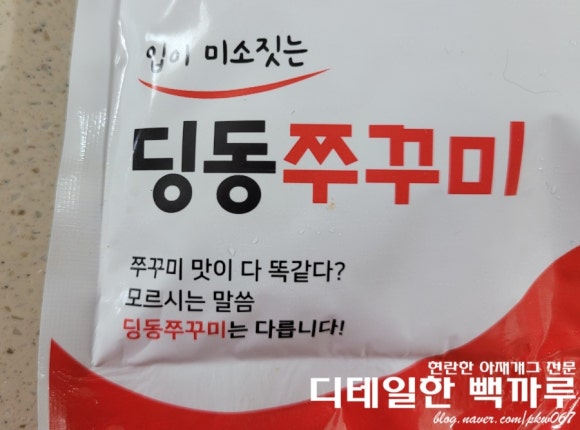 입이 미소짓는
딩동쭈꾸미
쭈꾸미 맛이 다 똑같다?
모르시는 말씀
딩동쭈꾸미는 다릅니다!
현란한 아재개그 전문
디테일한 빽까루
blog.naver.com/pkw067